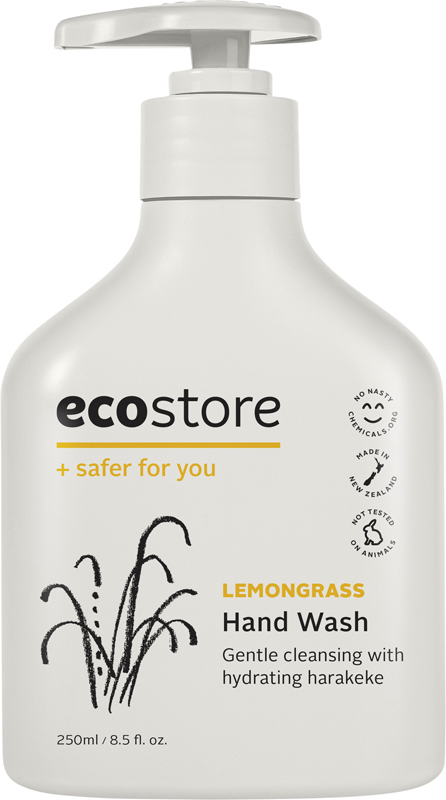 ecostore
+ safer for you
NO NASTY
CHEMICALS.ORG
MADE IN
NEW ZEALAND
NOT TESTED
ON ANIMALS
LEMONGRASS
Hand Wash
Gentle cleansing with
hydrating harakeke
250ml / 8.5 fl. oz.